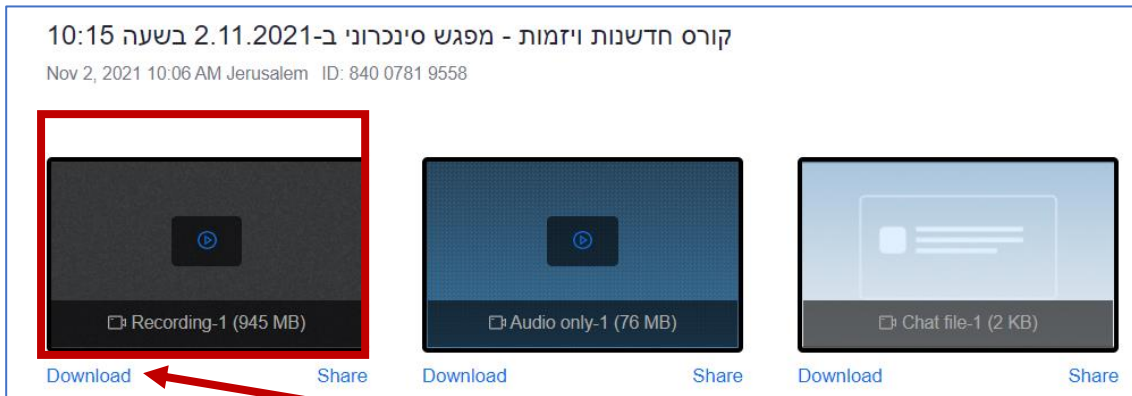 קורס חדשנות ויזמות - מפגש סינכרוני ב-2.11.2021 בשעה 10:15
Nov 2, 2021 10:06 AM Jerusalem ID: 840 0781 9558
Recording-1 (945 MB)
Audio only-1 (76 MB)
Chat file-1 (2 KB)
Download Share
Download Share
Download Share